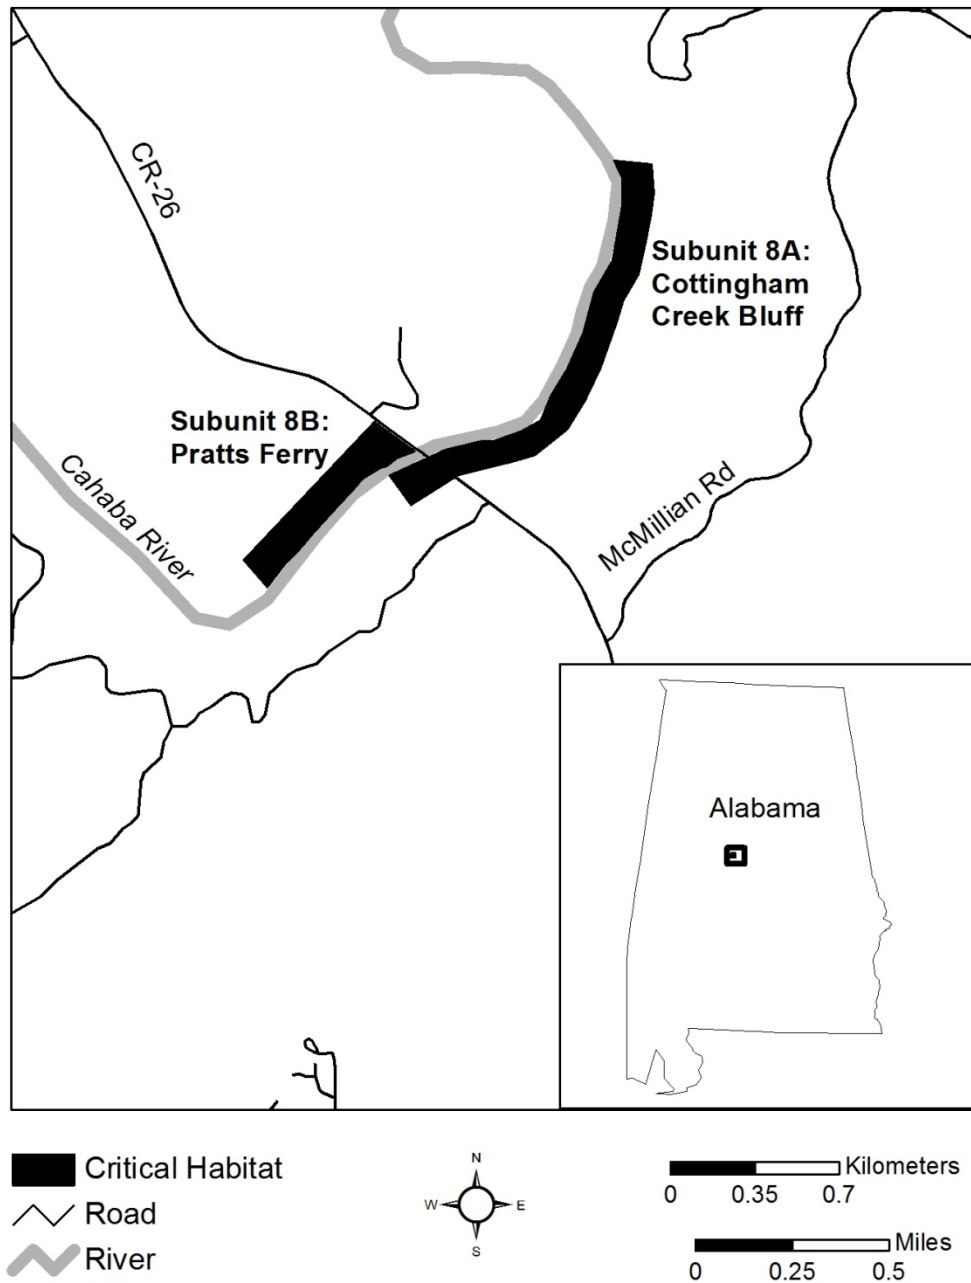 CR-26
Subunit 8A:
Cottingham
Creek Bluff
Subunit 8B:
Pratts Ferry
Cahaba River
McMillian Rd
Alabama
Critical Habitat
Road
River
N
W E
S
Kilometers
0 0.35 0.7
Miles
0 0.25 0.5